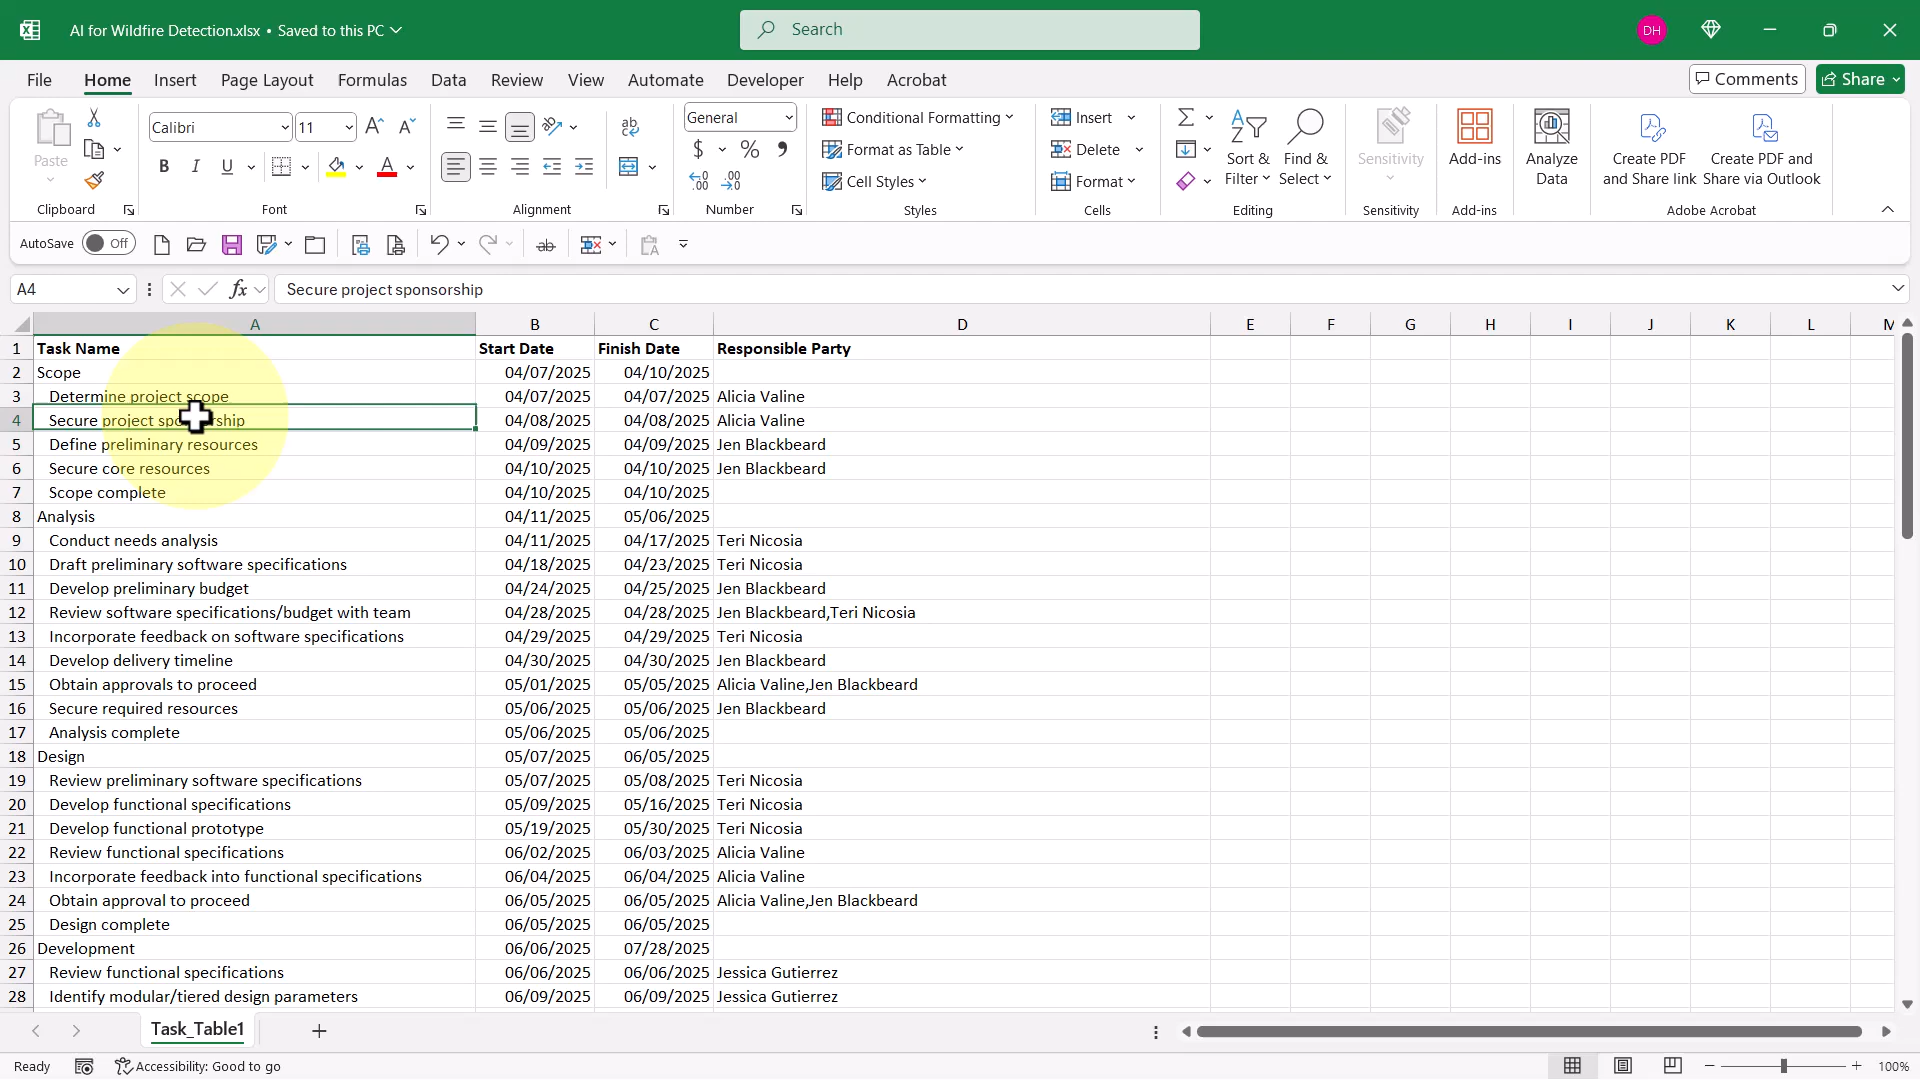 AI for Wildfire Detection.xlsx • Saved to this PC
Search
DH
File Home Insert Page Layout Formulas Data Review View Automate Developer Help Acrobat
Comments
Share
Paste
Clipboard
Calibri 11
B I U
Font
Alignment
General
$ % 9
Number
Conditional Formatting
Format as Table
Cell Styles
Styles
Insert
Delete
Format
Cells
Sort & Filter
Find & Select
Editing
Sensitivity
Sensitivity
Add-ins
Add-ins
Analyze Data
Create PDF and Share link
Create PDF and Share via Outlook
Adobe Acrobat
AutoSave Off
A4
fx
Secure project sponsorship
A B C D E F G H I J K L M
1 Task Name Start Date Finish Date Responsible Party
2 Scope 04/07/2025 04/10/2025
3 Determine project scope 04/07/2025 04/07/2025 Alicia Valine
4 Secure project sponsorship 04/08/2025 04/08/2025 Alicia Valine
5 Define preliminary resources 04/09/2025 04/09/2025 Jen Blackbeard
6 Secure core resources 04/10/2025 04/10/2025 Jen Blackbeard
7 Scope complete 04/10/2025 04/10/2025
8 Analysis 04/11/2025 05/06/2025
9 Conduct needs analysis 04/11/2025 04/17/2025 Teri Nicosia
10 Draft preliminary software specifications 04/18/2025 04/23/2025 Teri Nicosia
11 Develop preliminary budget 04/24/2025 04/25/2025 Jen Blackbeard
12 Review software specifications/budget with team 04/28/2025 04/28/2025 Jen Blackbeard,Teri Nicosia
13 Incorporate feedback on software specifications 04/29/2025 04/29/2025 Teri Nicosia
14 Develop delivery timeline 04/30/2025 04/30/2025 Jen Blackbeard
15 Obtain approvals to proceed 05/01/2025 05/05/2025 Alicia Valine,Jen Blackbeard
16 Secure required resources 05/06/2025 05/06/2025 Jen Blackbeard
17 Analysis complete 05/06/2025 05/06/2025
18 Design 05/07/2025 06/05/2025
19 Review preliminary software specifications 05/07/2025 05/08/2025 Teri Nicosia
20 Develop functional specifications 05/09/2025 05/16/2025 Teri Nicosia
21 Develop functional prototype 05/19/2025 05/30/2025 Teri Nicosia
22 Review functional specifications 06/02/2025 06/03/2025 Alicia Valine
23 Incorporate feedback into functional specifications 06/04/2025 06/04/2025 Alicia Valine
24 Obtain approval to proceed 06/05/2025 06/05/2025 Alicia Valine,Jen Blackbeard
25 Design complete 06/05/2025 06/05/2025
26 Development 06/06/2025 07/28/2025
27 Review functional specifications 06/06/2025 06/06/2025 Jessica Gutierrez
28 Identify modular/tiered design parameters 06/09/2025 06/09/2025 Jessica Gutierrez
Task_Table1
Ready
Accessibility: Good to go
100%